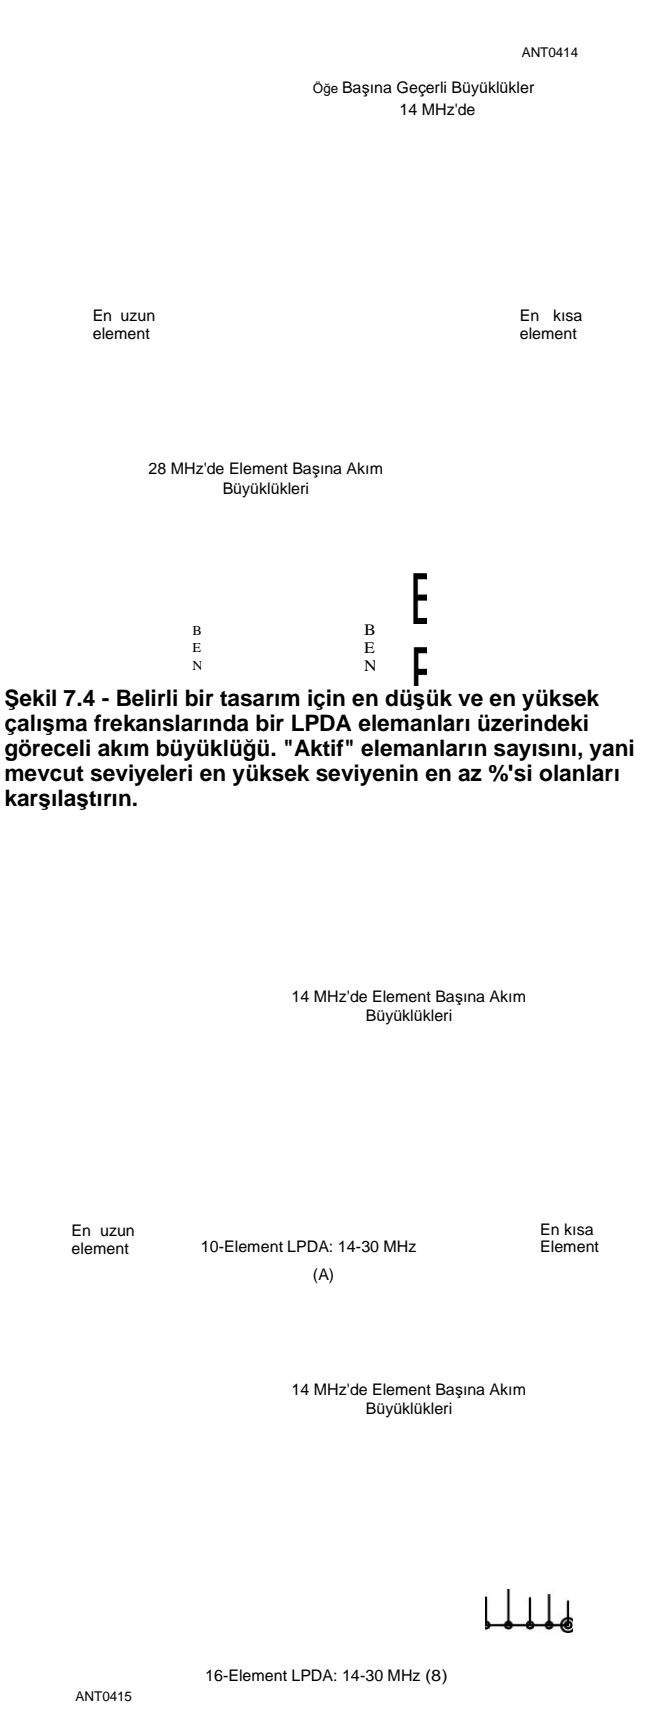 ANT0414
Öğe Başına Geçerli Büyüklükler
14 MHz'de
En uzun
element
En kısa
element
28 MHz'de Element Başına Akım
Büyüklükleri
B
E
N
B
E
N
Şekil 7.4 - Belirli bir tasarım için en düşük ve en yüksek
çalışma frekanslarında bir LPDA elemanları üzerindeki
göreceli akım büyüklüğü. "Aktif" elemanların sayısını, yani
mevcut seviyeleri en yüksek seviyenin en az %'si olanları
karşılaştırın.
14 MHz'de Element Başına Akım
Büyüklükleri
En uzun
element
10-Element LPDA: 14-30 MHz
(A)
En kısa
Element
14 MHz'de Element Başına Akım
Büyüklükleri
16-Element LPDA: 14-30 MHz (8)
ANT0415